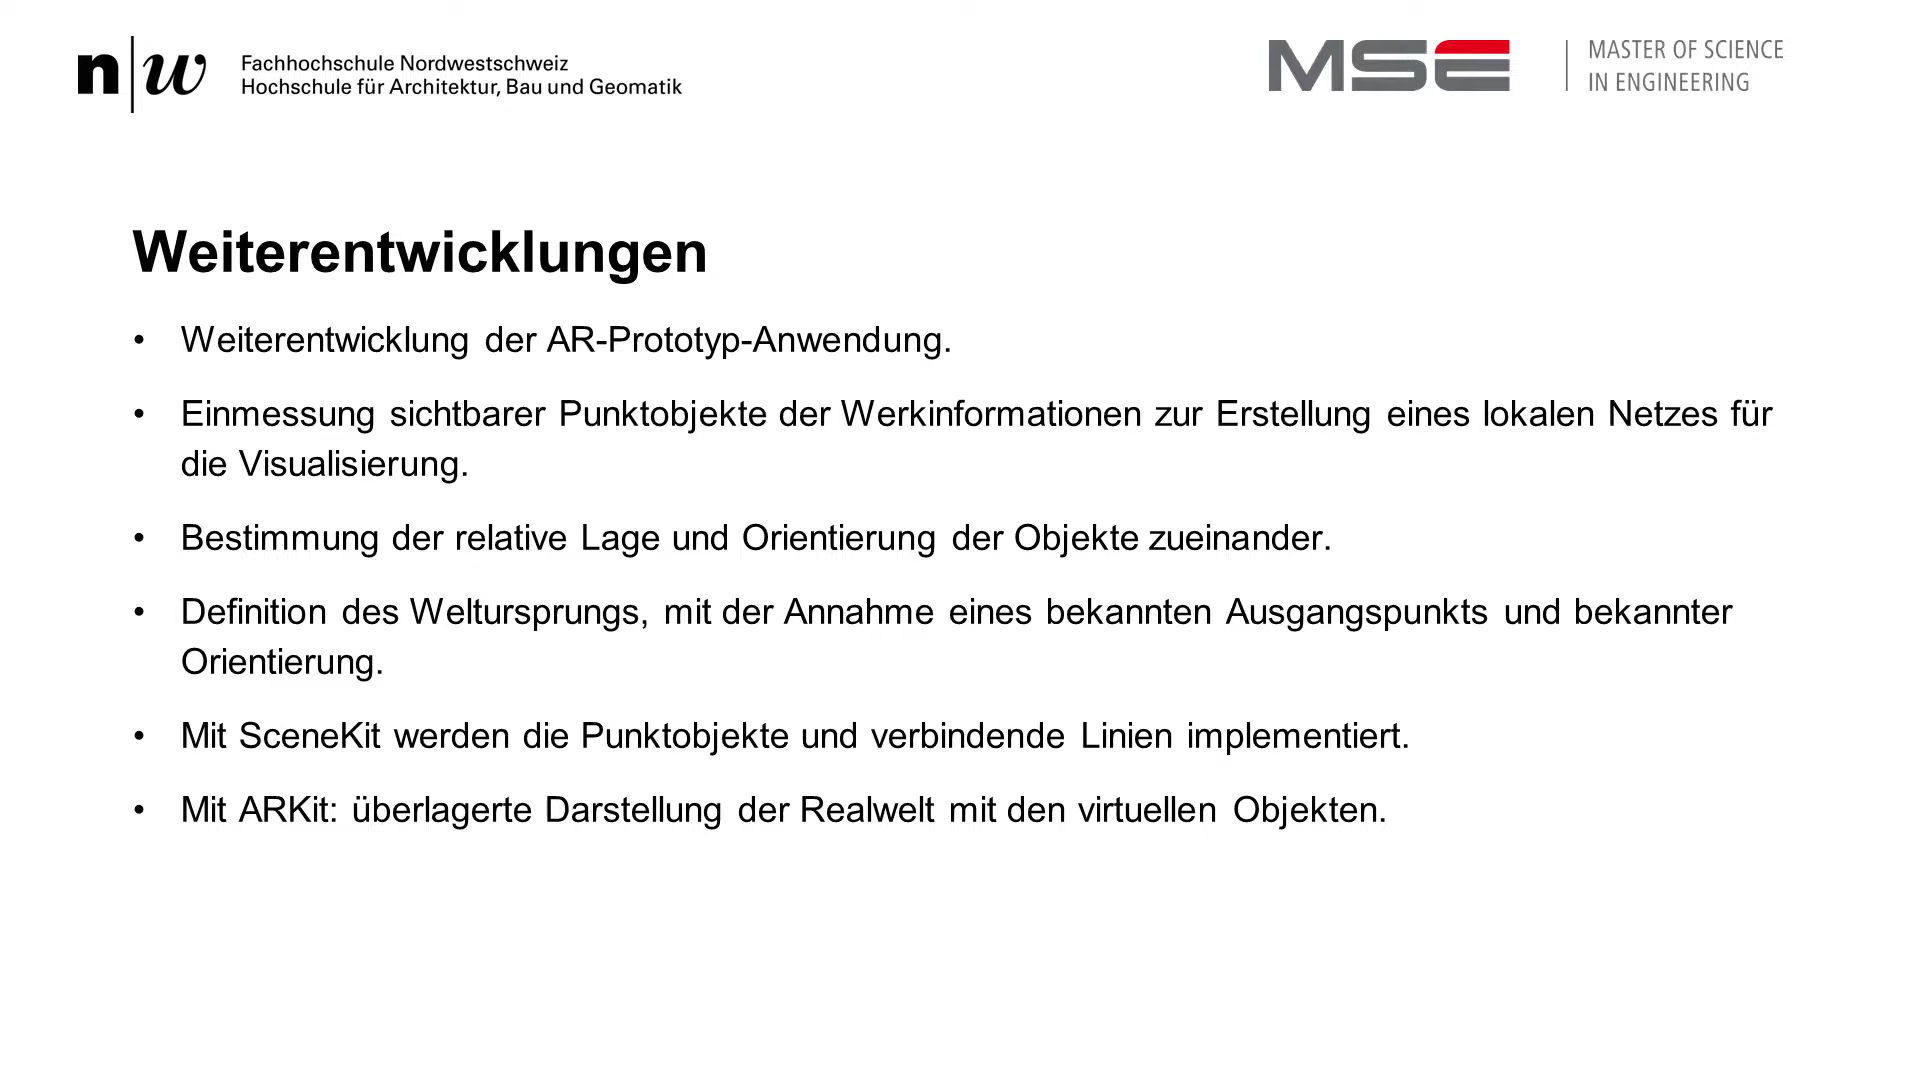 n|w Fachhochschule Nordwestschweiz
Hochschule für Architektur, Bau und Geomatik
MSE
MASTER OF SCIENCE
IN ENGINEERING
Weiterentwicklungen
• Weiterentwicklung der AR-Prototyp-Anwendung.
• Einmessung sichtbarer Punktobjekte der Werkinformationen zur Erstellung eines lokalen Netzes für
die Visualisierung.
• Bestimmung der relative Lage und Orientierung der Objekte zueinander.
• Definition des Weltursprungs, mit der Annahme eines bekannten Ausgangspunkts und bekannter
Orientierung.
• Mit SceneKit werden die Punktobjekte und verbindende Linien implementiert.
• Mit ARKit: überlagerte Darstellung der Realwelt mit den virtuellen Objekten.